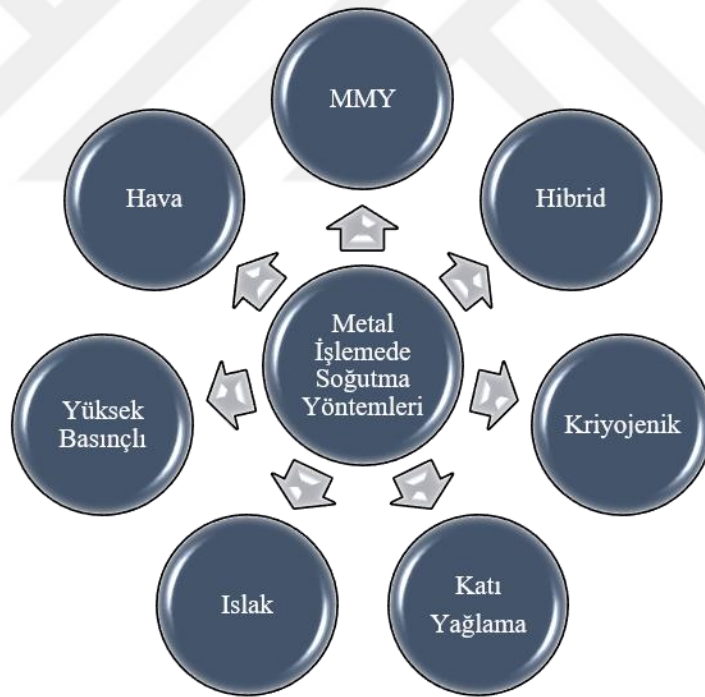 MMY
Hibrid
Kriyojenik
Katı
Yağlama
Islak
Yüksek
Basınçlı
Hava
Metal
İşlemede
Soğutma
Yöntemleri